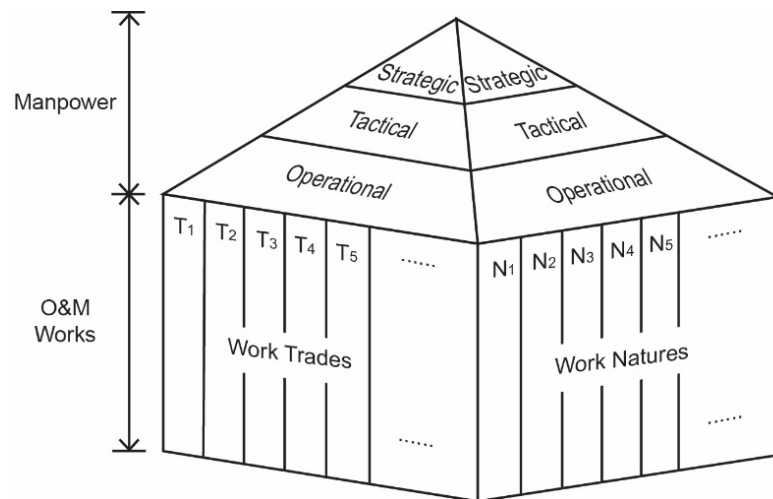 Strategic Strategic
Manpower
Tactical Tactical
Operational Operational
T1 T2 T3 T4 T5 ......
N1 N2 N3 N4 N5 ......
O&M
Works
Work Trades
Work Natures
......
......